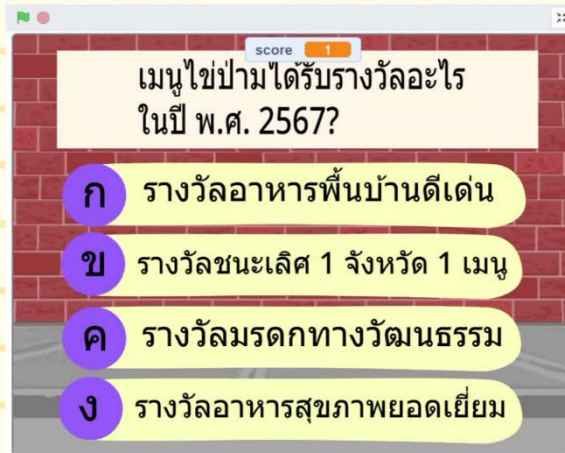 score 1
เมนูไข่ป่ามได้รับรางวัลอะไร
ในปี พ.ศ. 2567?
ก รางวัลอาหารพื้นบ้านดีเด่น
ข รางวัลชนะเลิศ 1 จังหวัด 1 เมนู
ค รางวัลมรดกทางวัฒนธรรม
ง รางวัลอาหารสุขภาพยอดเยี่ยม